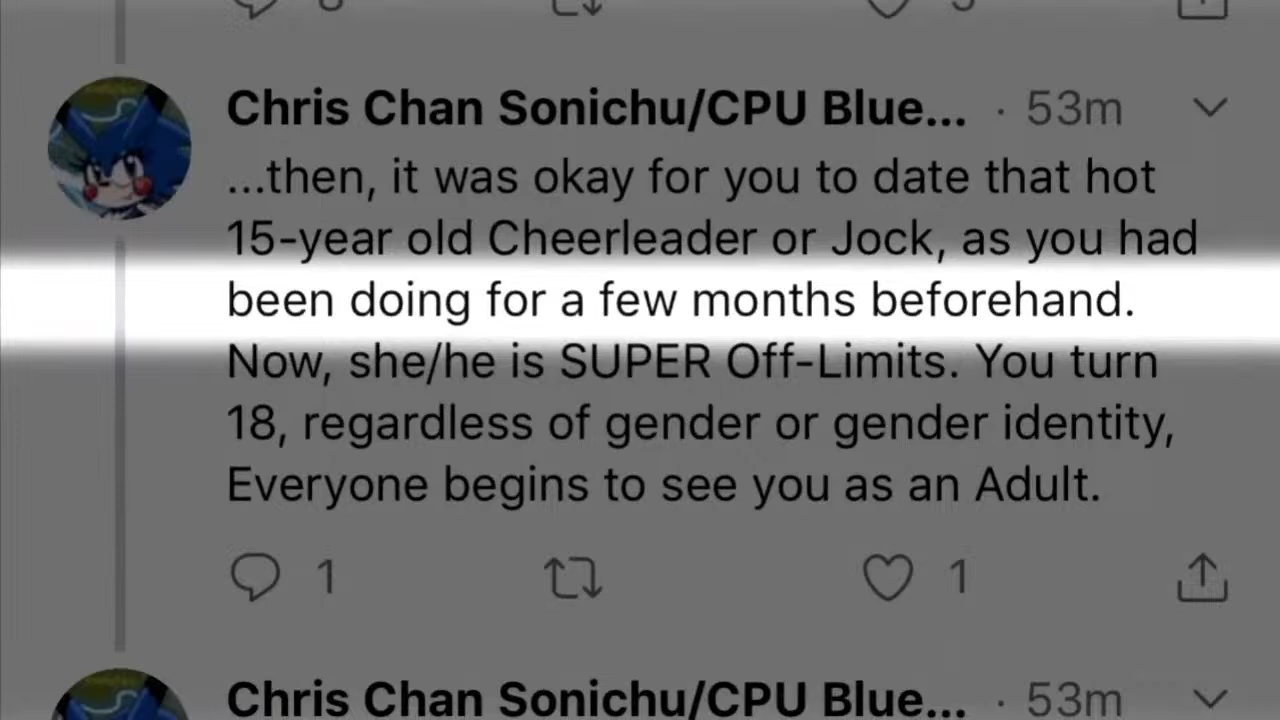 Chris Chan Sonichu/CPU Blue... · 53m
...then, it was okay for you to date that hot
15-year old Cheerleader or Jock, as you had
been doing for a few months beforehand.
Now, she/he is SUPER Off-Limits. You turn
18, regardless of gender or gender identity,
Everyone begins to see you as an Adult.
1 1
Chris Chan Sonichu/CPU Blue... · 53m